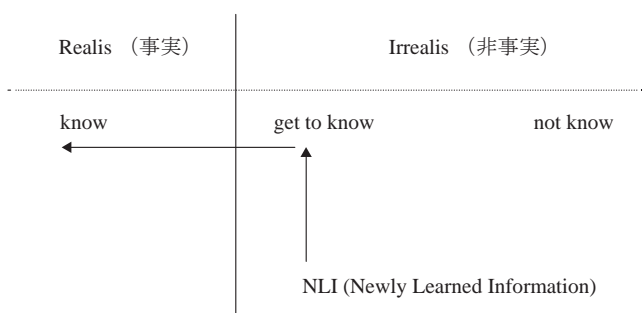 Realis （事実） Irrealis （非事実）
know get to know not know
NLI (Newly Learned Information)